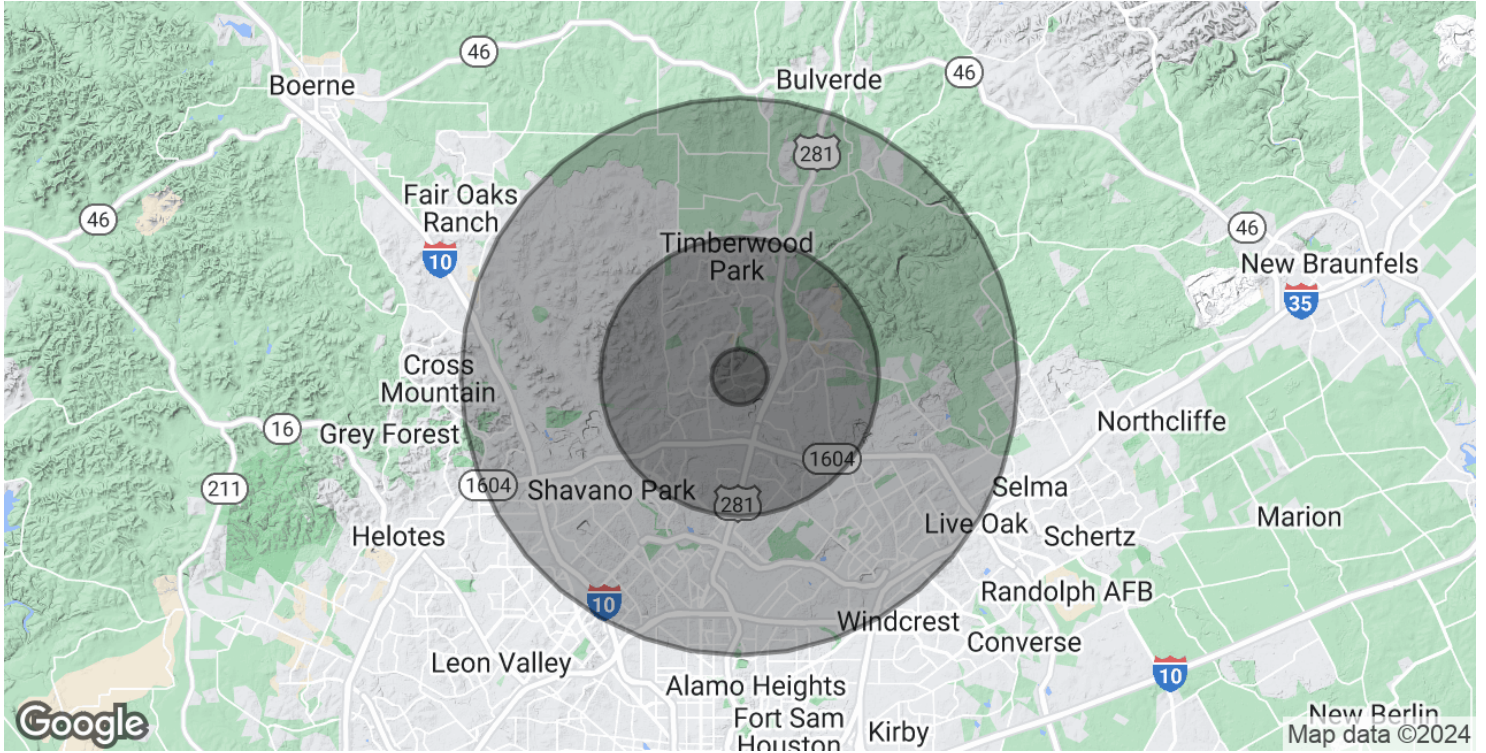 46
Boerne
Bulverde
46
281
Fair Oaks
Ranch
46
46
Timberwood
Park
10
New Braunfels
35
Cross
Mountain
16
Grey Forest
Northcliffe
1604
211
1604
Shavano Park
281
Selma
Live Oak
Marion
Helotes
Schertz
10
Randolph AFB
Windcrest
Converse
Leon Valley
10
Alamo Heights
Fort Sam
Houston
Kirby
New Berlin
Google
Map data ©2024